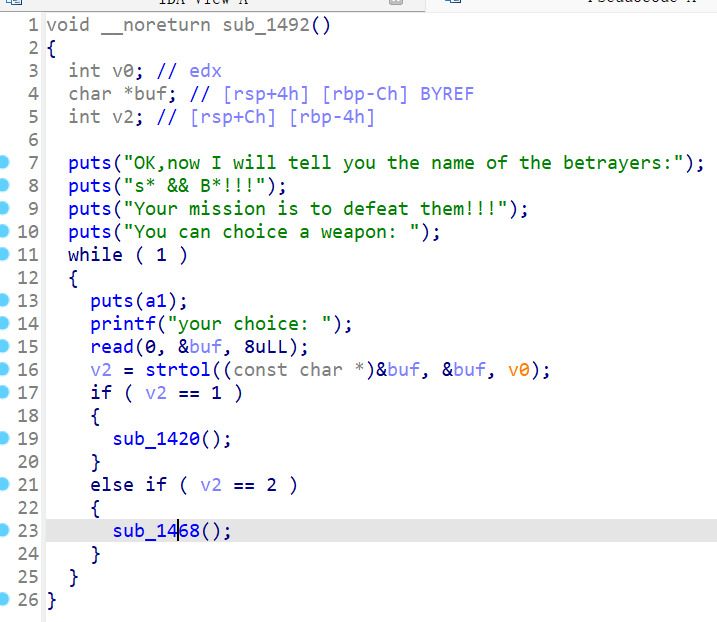 1 void __noreturn sub_1492()
2 {
3   int v0; // edx
4   char *buf; // [rsp+4h] [rbp-Ch] BYREF
5   int v2; // [rsp+Ch] [rbp-4h]
6
7   puts("OK,now I will tell you the name of the betrayers:");
8   puts("s* && B*!!!");
9   puts("Your mission is to defeat them!!!");
10   puts("You can choice a weapon: ");
11   while ( 1 )
12   {
13     puts(a1);
14     printf("your choice: ");
15     read(0, &buf, 8uLL);
16     v2 = strtol((const char *)&buf, &buf, v0);
17     if ( v2 == 1 )
18     {
19       sub_1420();
20     }
21     else if ( v2 == 2 )
22     {
23       sub_1468();
24     }
25   }
26 }